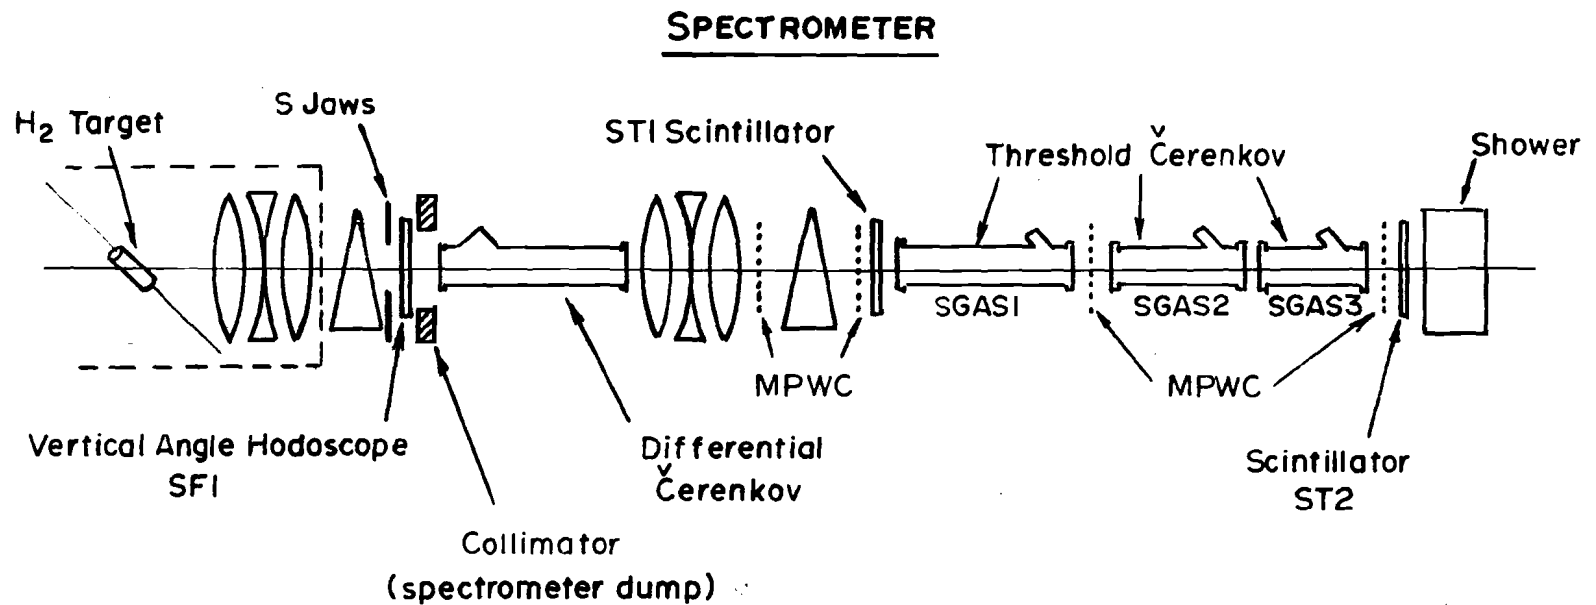 SPECTROMETER
S Jaws
H2 Target
ST1 Scintillator
Threshold Čerenkov
Shower
SGAS1
SGAS2
SGAS3
MPWC
MPWC
Vertical Angle Hodoscope
SF1
Differential
Čerenkov
Scintillator
ST2
Collimator
(spectrometer dump)